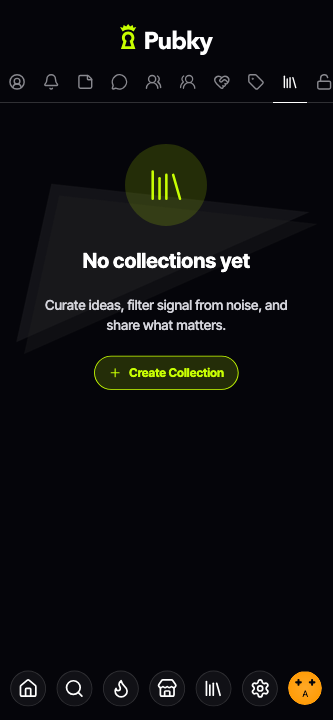 Pubky
No collections yet
Curate ideas, filter signal from noise, and
share what matters.
Create Collection
A